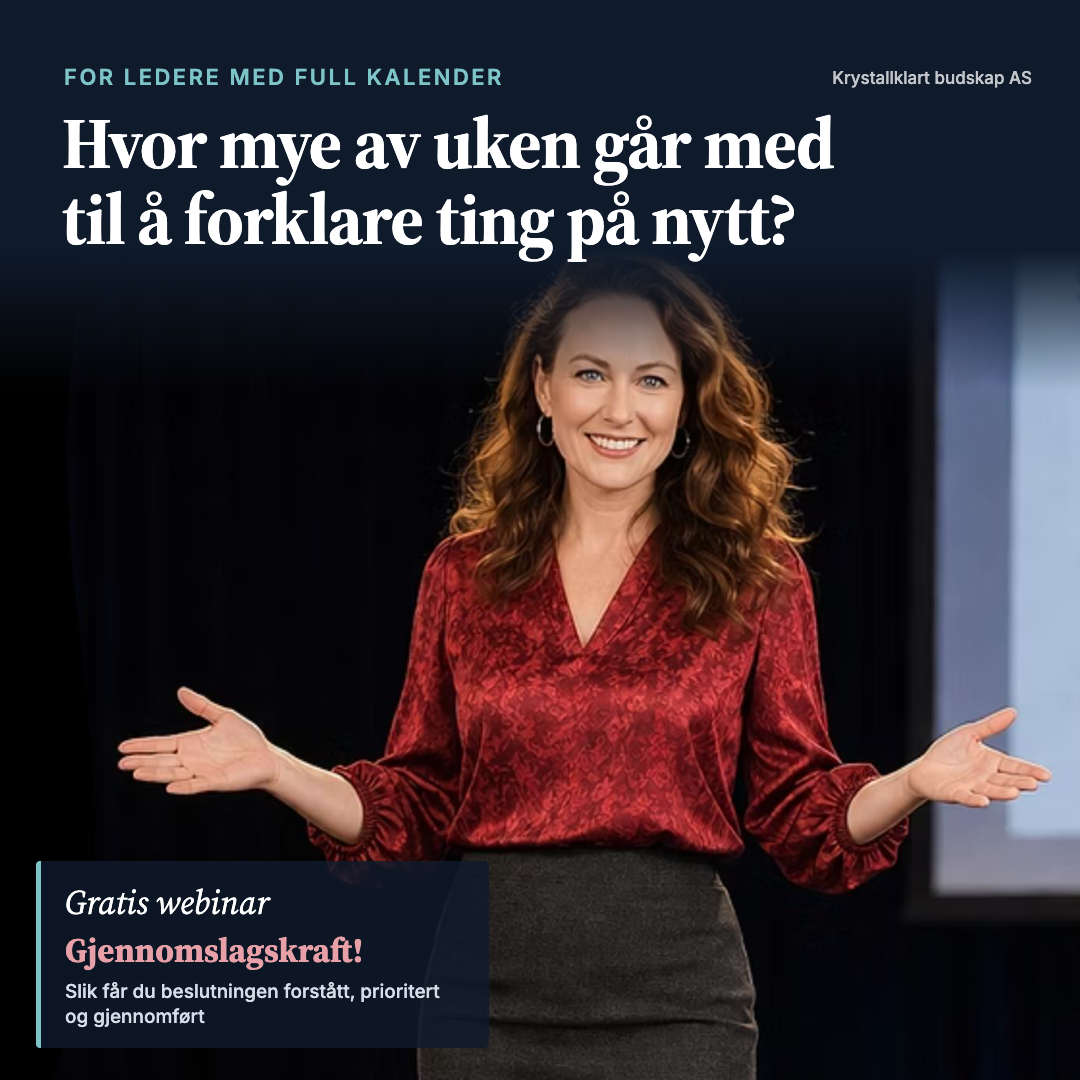 FOR LEDERE MED FULL KALENDER
Krystallklart budskap AS
Hvor mye av uken går med
til å forklare ting på nytt?
Gratis webinar
Gjennomslagskraft!
Slik får du beslutningen forstått, prioritert
og gjennomført